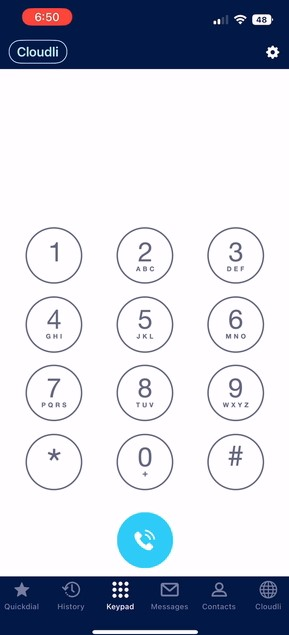 6:50
48
Cloudli
1
2
ABC
3
DEF
4
GHI
5
JKL
6
MNO
7
PQRS
8
TUV
9
WXYZ
*
0
+
#
Quickdial History Keypad Messages Contacts Cloudli